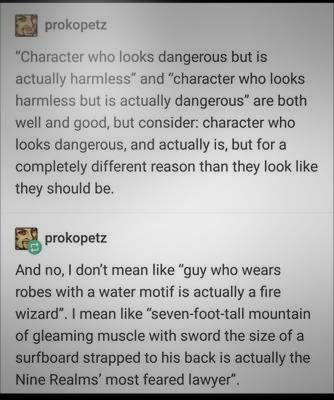 prokopetz
“Character who looks dangerous but is
actually harmless” and “character who looks
harmless but is actually dangerous” are both
well and good, but consider: character who
looks dangerous, and actually is, but for a
completely different reason than they look like
they should be.
prokopetz
And no, I don’t mean like “guy who wears
robes with a water motif is actually a fire
wizard”. I mean like “seven-foot-tall mountain
of gleaming muscle with sword the size of a
surfboard strapped to his back is actually the
Nine Realms’ most feared lawyer”.